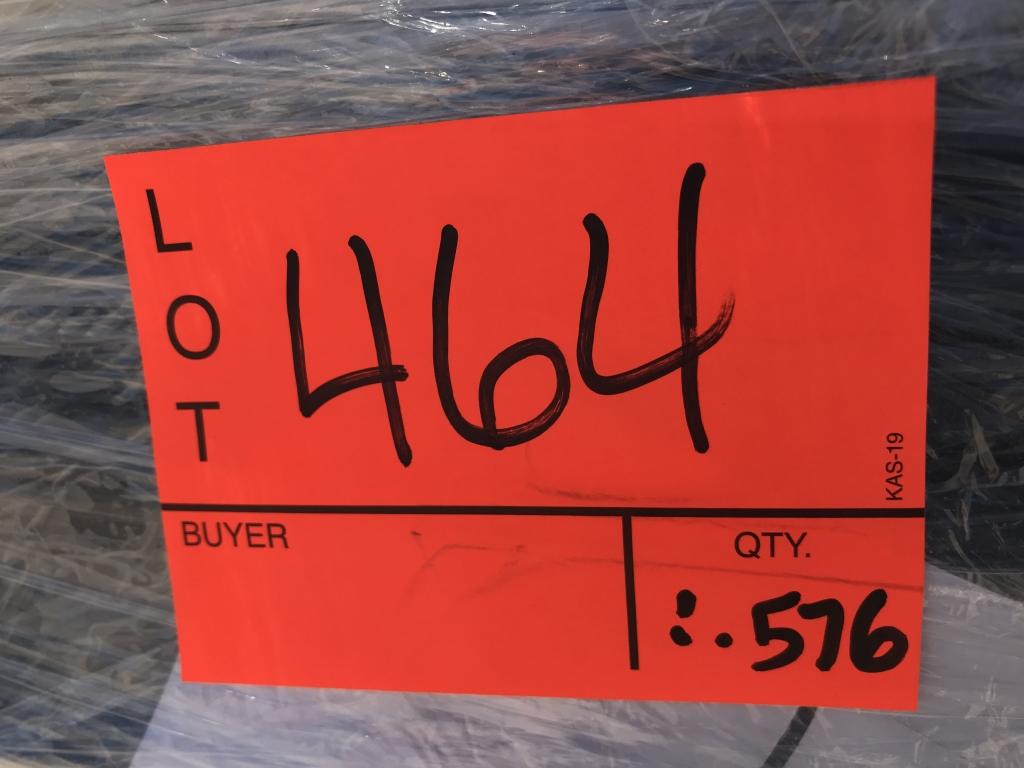 LOT
464
KAS-19
BUYER
QTY.
:.576